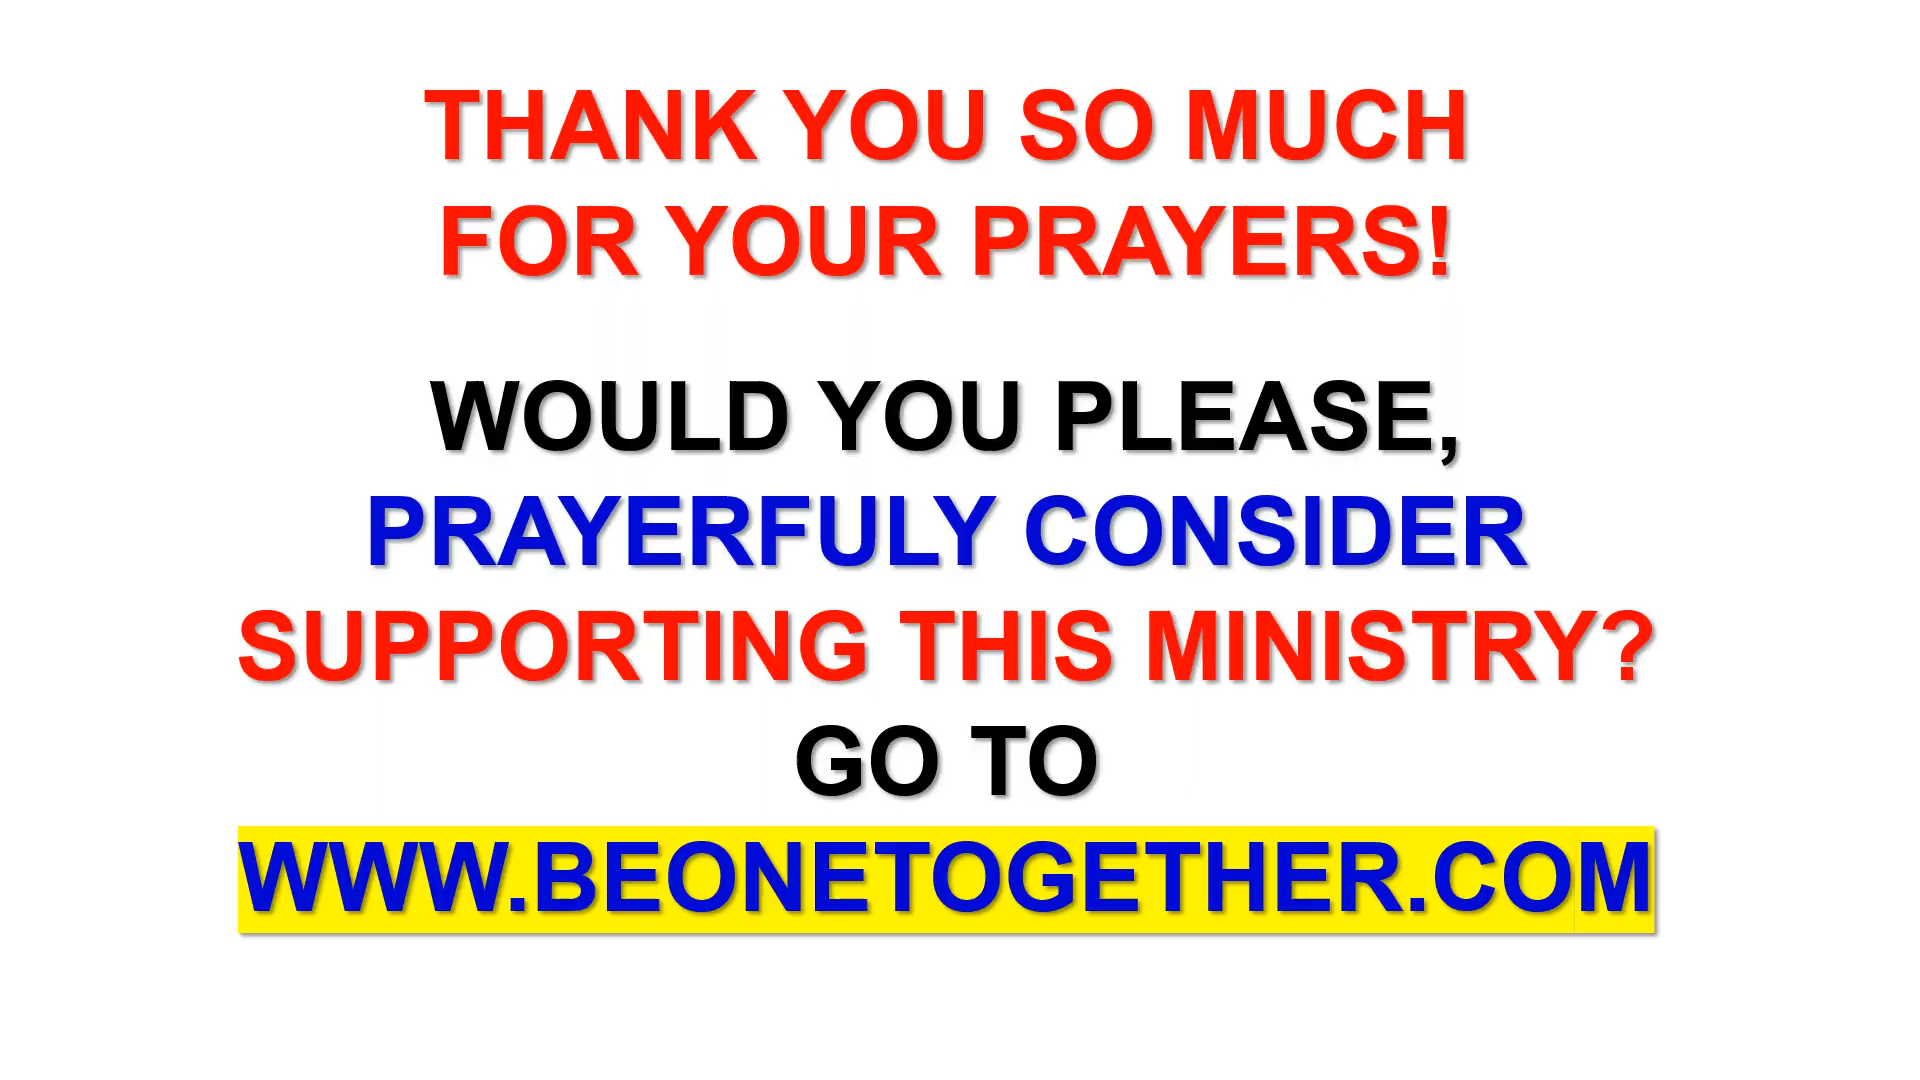 THANK YOU SO MUCH
FOR YOUR PRAYERS!
WOULD YOU PLEASE,
PRAYERFULY CONSIDER
SUPPORTING THIS MINISTRY?
GO TO
WWW.BEONETOGETHER.COM